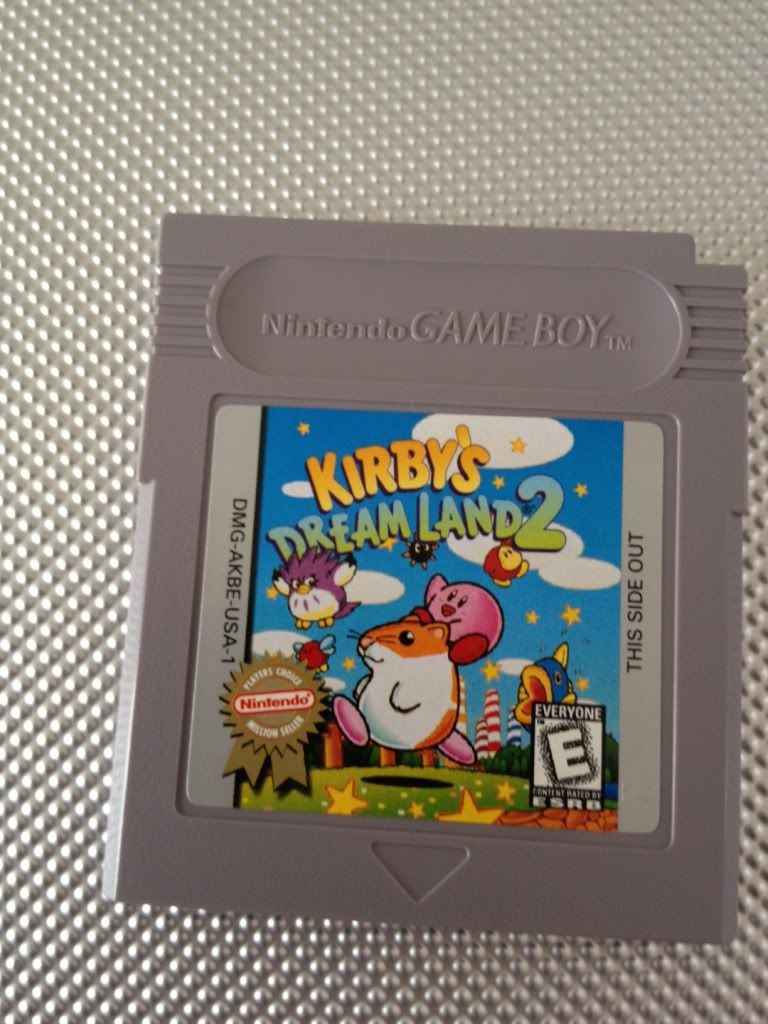 Nintendo GAME BOY TM
KIRBY'S
DREAM LAND® 2
DMG-AKBE-USA-1
THIS SIDE OUT
PLAYERS CHOICE
Nintendo®
MILLION SELLER
EVERYONE
TM
E
CONTENT RATED BY
ESRB